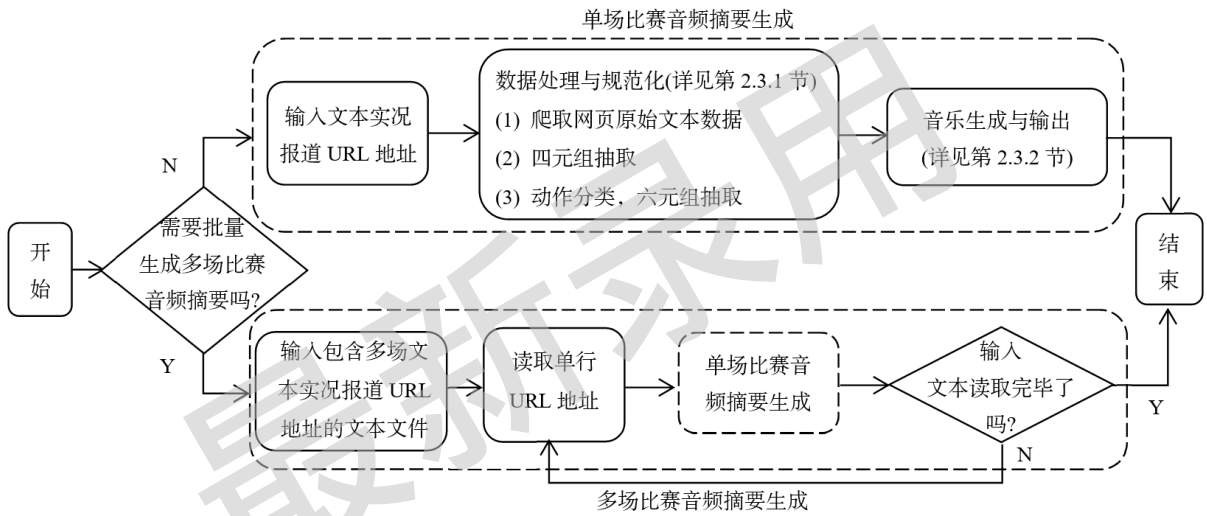 单场比赛音频摘要生成
输入文本实况
报道 URL 地址
数据处理与规范化(详见第 2.3.1 节)
(1) 爬取网页原始文本数据
(2) 四元组抽取
(3) 动作分类，六元组抽取
音乐生成与输出
(详见第 2.3.2 节)
N
开
始
需要批量
生成多场比赛
音频摘要吗?
结
束
Y
输入包含多场文
本实况报道 URL
地址的文本文件
读取单行
URL 地址
单场比赛音
频摘要生成
输入
文本读取完毕了
吗?
Y
N
多场比赛音频摘要生成
最新录用